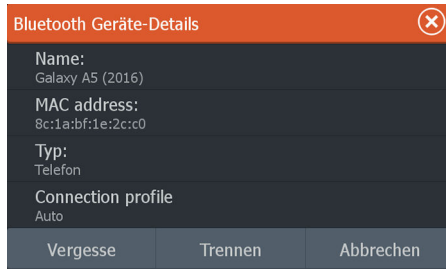 Bluetooth Geräte-Details
Name:
Galaxy A5 (2016)
MAC address:
8c:1a:bf:1e:2c:c0
Typ:
Telefon
Connection profile
Auto
Vergesse Trennen Abbrechen